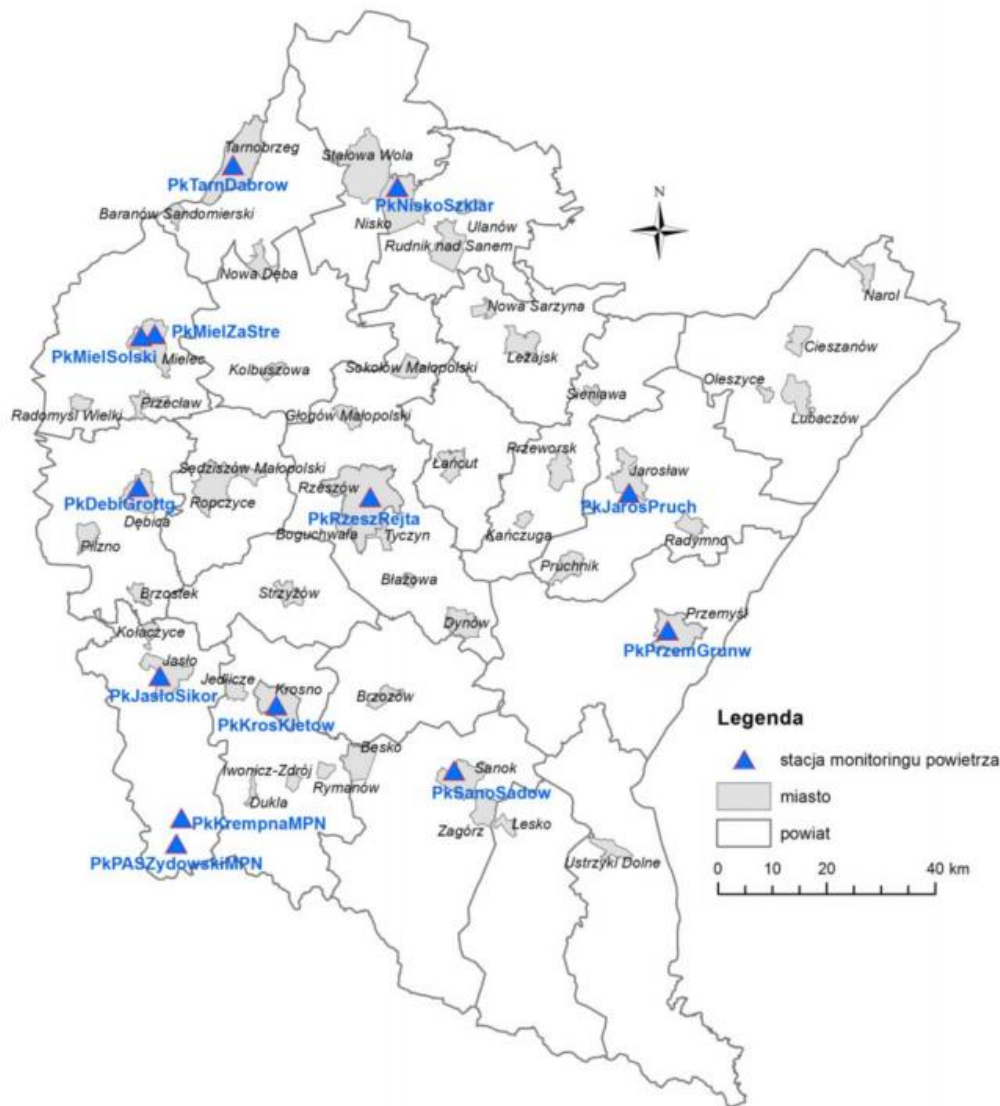 Tarnobrzeg
Stalowa Wola
PkTarnDabrow
PkNiskoSzklar
Baranów Sandomierski
Nisko
Ulanów
Rudnik nad Sanem
N
Nowa Dęba
Narol
Nowa Sarzyna
PkMielZaStre
PkMielSolski
Mielec
Leżajsk
Cieszanów
Kolbuszowa
Sokołów Małopolski
Oleszyce
Sieniawa
Radomyśl Wielki
Przecław
Głogów Małopolski
Lubaczów
Przeworsk
Łańcut
Sędziszów Małopolski
Jarosław
Rzeszów
PkDebiGrottg
Ropczyce
PkJarosPruch
Dębica
PkRzeszRejta
Boguchwała
Tyczyn
Kańczuga
Radymno
Pilzno
Pruchnik
Błażowa
Brzostek
Strzyżów
Przemyśl
Dynów
Kołaczyce
PkPrzemGrunw
Jasło
Jedlicze
Krosno
PkJasłoSikor
Brzozów
PkKrosKletow
Legenda
Besko
stacja monitoringu powietrza
Iwonicz-Zdrój
Sanok
Rymanów
PkSanoSadow
miasto
Dukla
PkKrempnaMPN
Zagórz
Lesko
powiat
PkPASZydowskiMPN
Ustrzyki Dolne
0 10 20 40 km